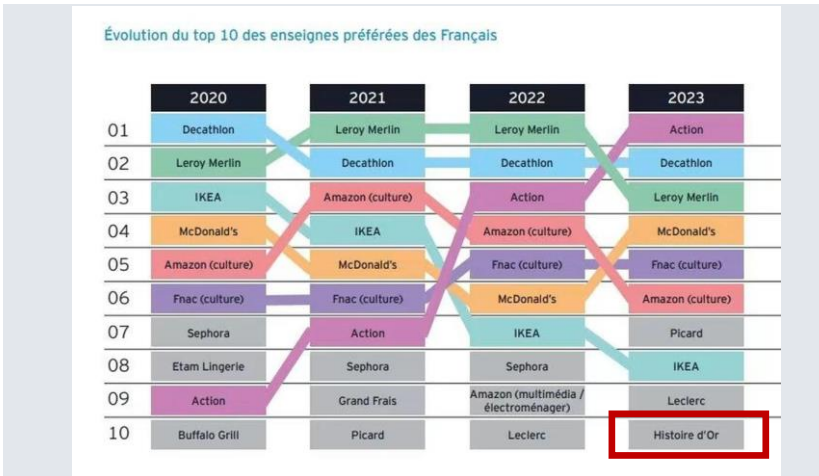 Évolution du top 10 des enseignes préférées des Français
2020 2021 2022 2023
01 Decathlon Leroy Merlin Leroy Merlin Action
02 Leroy Merlin Decathlon Decathlon Decathlon
03 IKEA Amazon (culture) Action Leroy Merlin
04 McDonald's IKEA Amazon (culture) McDonald's
05 Amazon (culture) McDonald's Fnac (culture) Fnac (culture)
06 Fnac (culture) Fnac (culture) McDonald's Amazon (culture)
07 Sephora Action IKEA Picard
08 Etam Lingerie Sephora Sephora IKEA
09 Action Grand Frais Amazon (multimédia / électroménager) Leclerc
10 Buffalo Grill Picard Leclerc Histoire d'Or